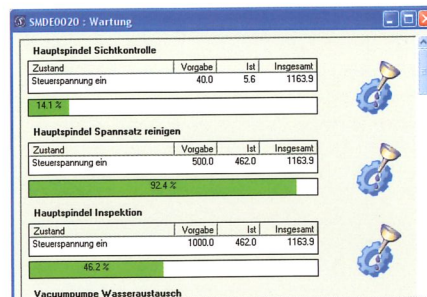 SMDE0020 : Wartung
Hauptspindel Sichtkontrolle
Zustand Vorgabe Ist Insgesamt
Steuerspannung ein 40.0 5.6 1163.9
14.1 %
Hauptspindel Spannsatz reinigen
Zustand Vorgabe Ist Insgesamt
Steuerspannung ein 500.0 462.0 1163.9
92.4 %
Hauptspindel Inspektion
Zustand Vorgabe Ist Insgesamt
Steuerspannung ein 1000.0 462.0 1163.9
46.2 %
Vacuumpumpe Wasseraustausch